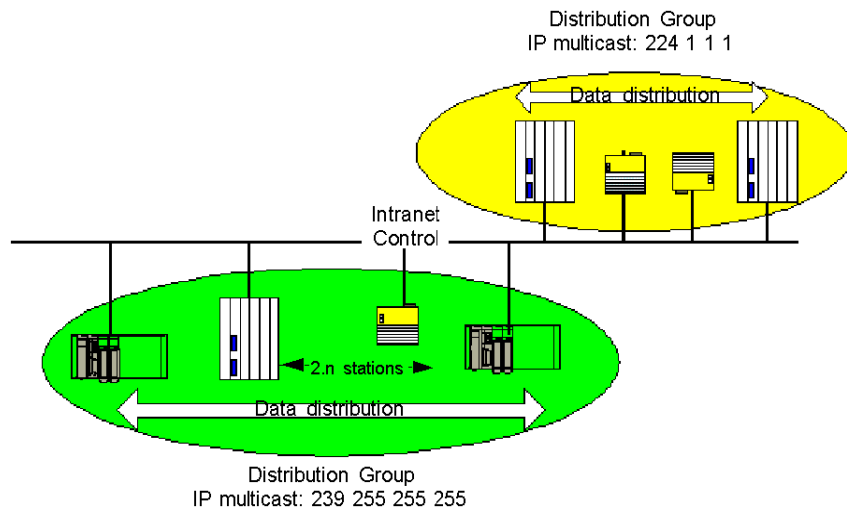 Distribution Group
IP multicast: 224 1 1 1
Data distribution
Intranet
Control
2.n stations
Data distribution
Distribution Group
IP multicast: 239 255 255 255